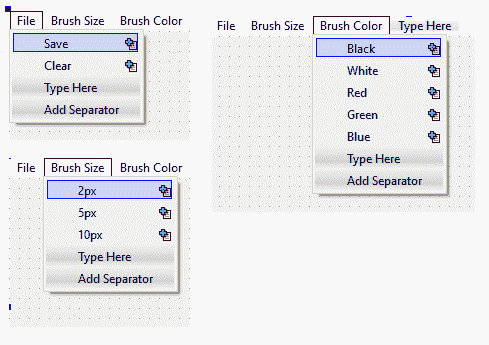 File Brush Size Brush Color
Save
Clear
Type Here
Add Separator
File Brush Size Brush Color
2px
5px
10px
Type Here
Add Separator
File Brush Size Brush Color Type Here
Black
White
Red
Green
Blue
Type Here
Add Separator